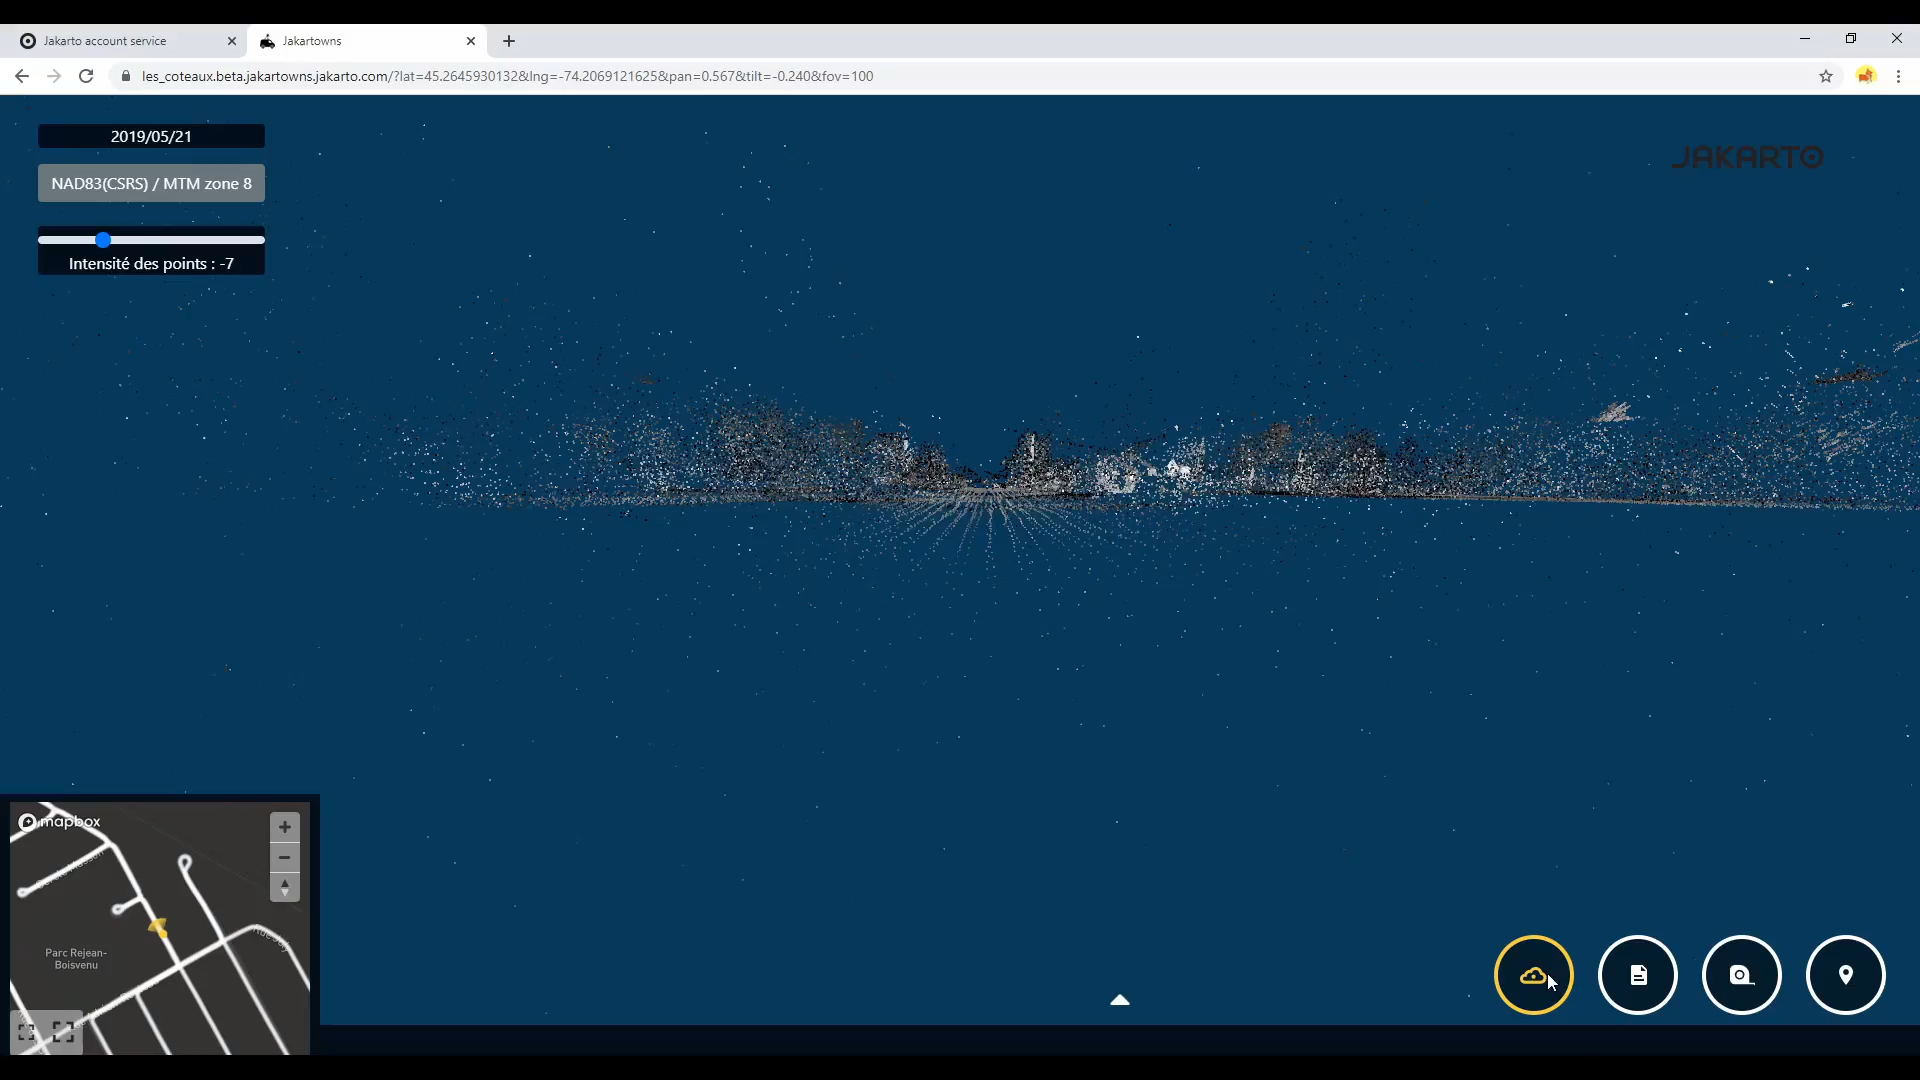 Jakarto account service
Jakartowns
les_coteaux.beta.jakartowns.jakarto.com/?lat=45.2645930132&lng=-74.2069121625&pan=0.567&tilt=-0.240&fov=100
2019/05/21
NAD83(CSRS) / MTM zone 8
Intensité des points : -7
JAKARTO
mapbox
Parc Rejean-
Boisvenu